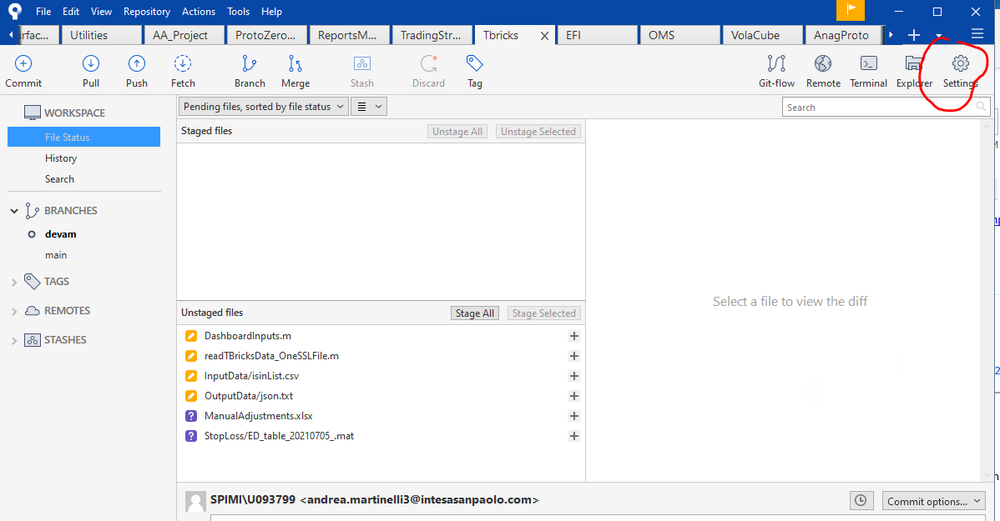 File Edit View Repository Actions Tools Help
urfac... Utilities AA_Project ProtoZero... ReportsM... TradingStr... Tbricks EFI OMS VolaCube AnagProto
Commit Pull Push Fetch Branch Merge Stash Discard Tag Git-flow Remote Terminal Explorer Settings
Pending files, sorted by file status
Search
WORKSPACE
File Status
History
Search
BRANCHES
devam
main
TAGS
REMOTES
STASHES
Staged files Unstage All Unstage Selected
Unstaged files Stage All Stage Selected
DashboardInputs.m
readTBricksData_OneSSLFile.m
InputData/isinList.csv
OutputData/json.txt
ManualAdjustments.xlsx
StopLoss/ED_table_20210705_.mat
Select a file to view the diff
SPIMI\U093799 <andrea.martinelli3@intesasanpaolo.com>
Commit options...